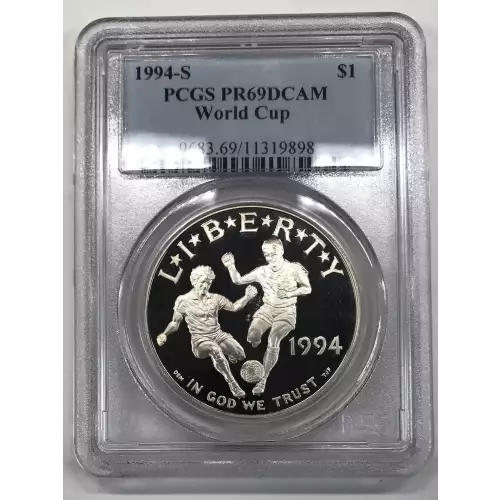 1994-S $1
PCGS PR69DCAM
World Cup
9683.69/11319898
L★I★B★E★R★T★Y
1994
IN GOD WE TRUST